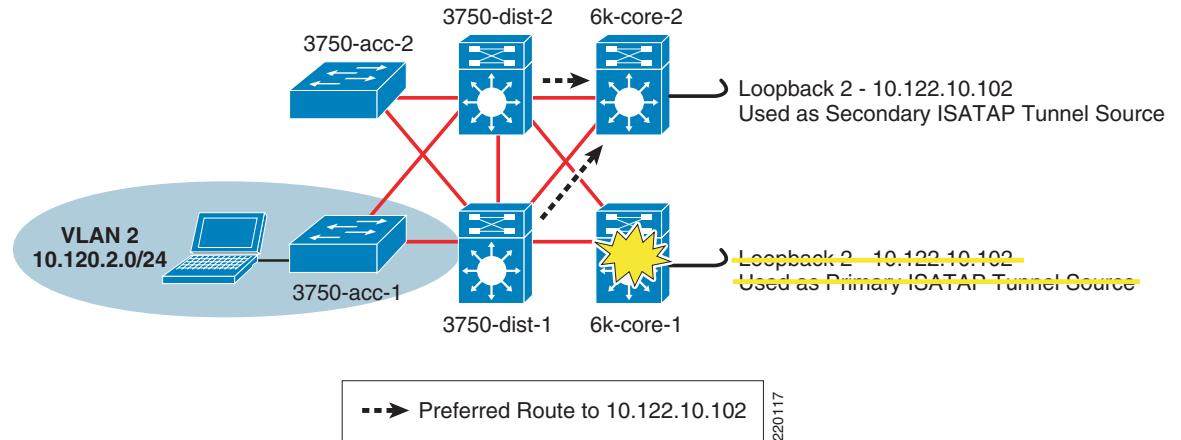 3750-dist-2
6k-core-2
3750-acc-2
Loopback 2 - 10.122.10.102
Used as Secondary ISATAP Tunnel Source
VLAN 2
10.120.2.0/24
3750-acc-1
Loopback 2 - 10.122.10.102
Used as Primary ISATAP Tunnel Source
3750-dist-1
6k-core-1
Preferred Route to 10.122.10.102
220117